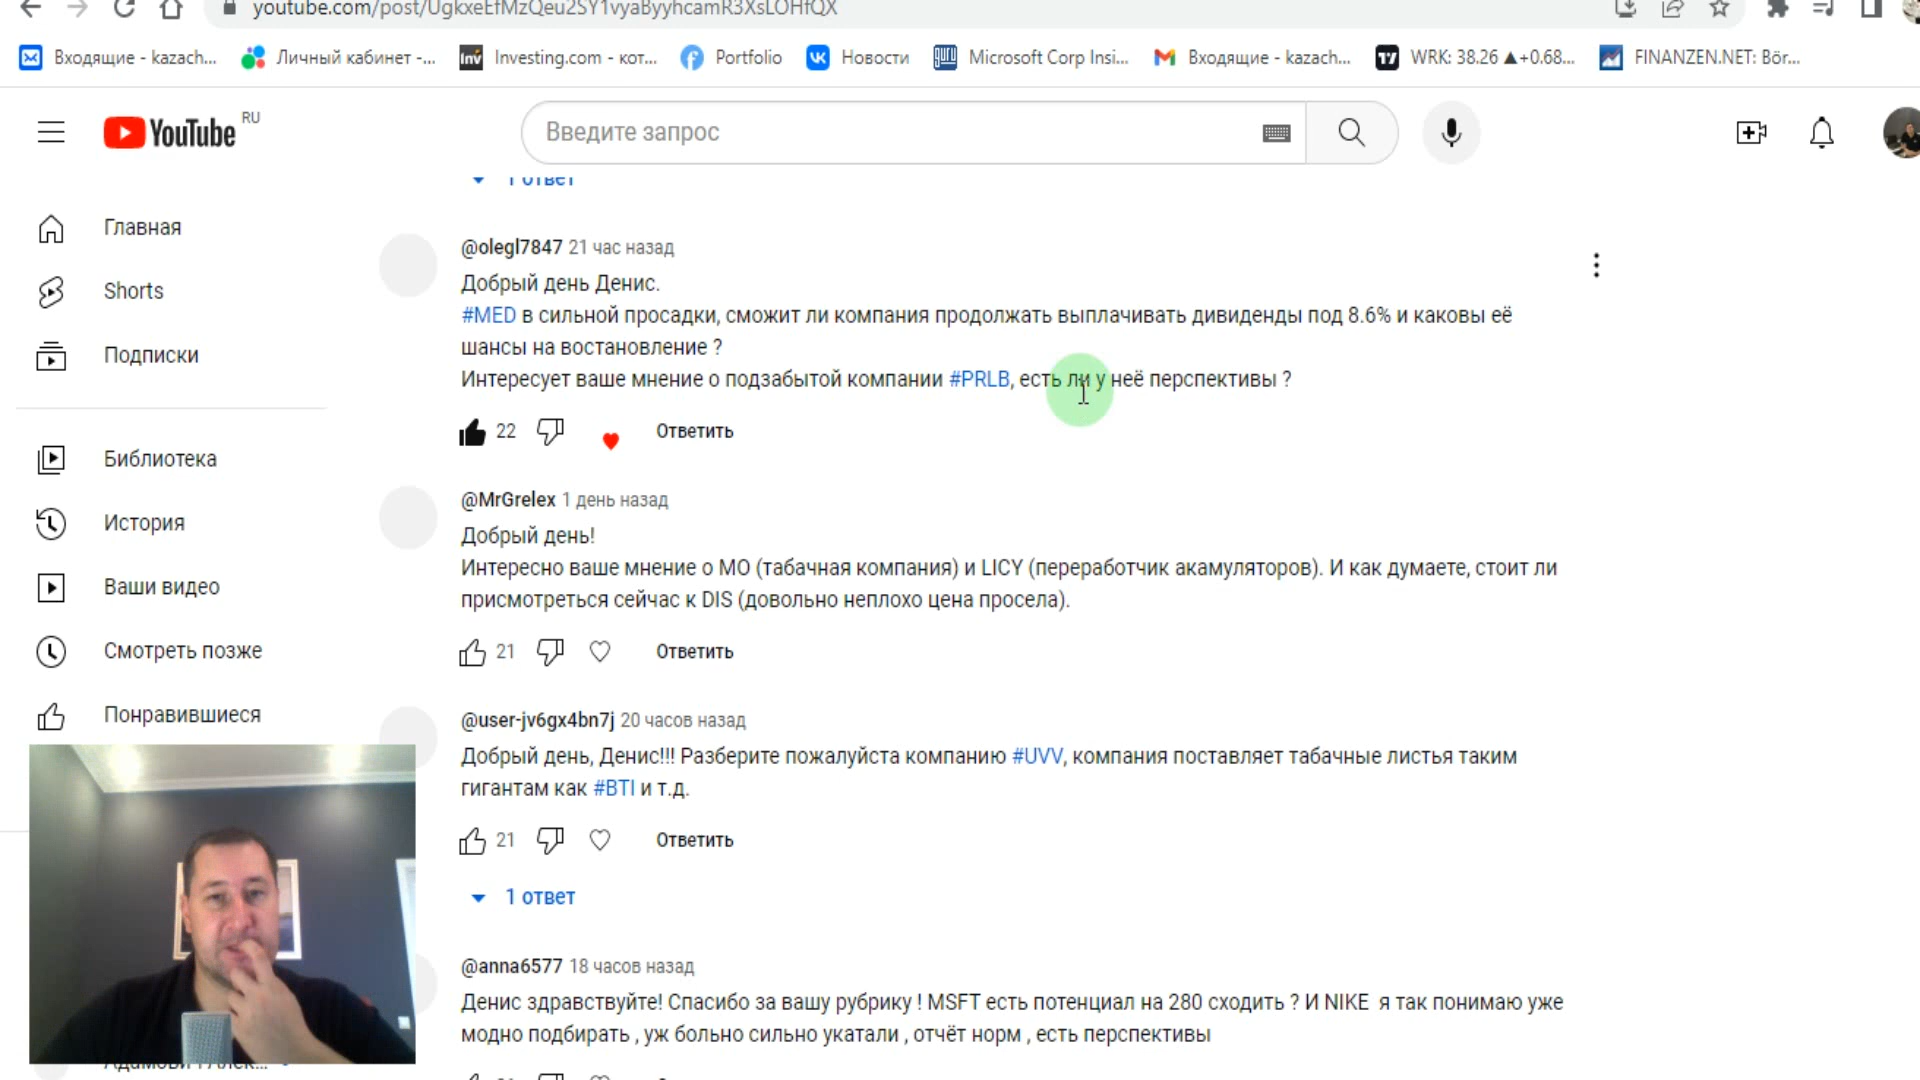 youtube.com/post/UgkxeEfMzQeu2SY1vyaByyhcamR3XsLOHfQX
Входящие - kazach...
Личный кабинет -...
Investing.com - кот...
Portfolio
Новости
Microsoft Corp Insi...
Входящие - kazach...
WRK: 38.26 ▲+0.68...
FINANZEN.NET: Bör...
YouTube RU
Введите запрос
1 ответ
Главная
Shorts
Подписки
Библиотека
История
Ваши видео
Смотреть позже
Понравившиеся
@olegl7847 21 час назад
Добрый день Денис.
#MED в сильной просадки, сможит ли компания продолжать выплачивать дивиденды под 8.6% и каковы её
шансы на востановление ?
Интересует ваше мнение о подзабытой компании #PRLB, есть ли у неё перспективы ?
22 Ответить
@MrGrelex 1 день назад
Добрый день!
Интересно ваше мнение о МО (табачная компания) и LICY (переработчик акамуляторов). И как думаете, стоит ли
присмотреться сейчас к DIS (довольно неплохо цена просела).
21 Ответить
@user-jv6gx4bn7j 20 часов назад
Добрый день, Денис!!! Разберите пожалуйста компанию #UVV, компания поставляет табачные листья таким
гигантам как #BTI и т.д.
21 Ответить
1 ответ
@anna6577 18 часов назад
Денис здравствуйте! Спасибо за вашу рубрику ! MSFT есть потенциал на 280 сходить ? И NIKE я так понимаю уже
модно подбирать , уж больно сильно укатали , отчёт норм , есть перспективы